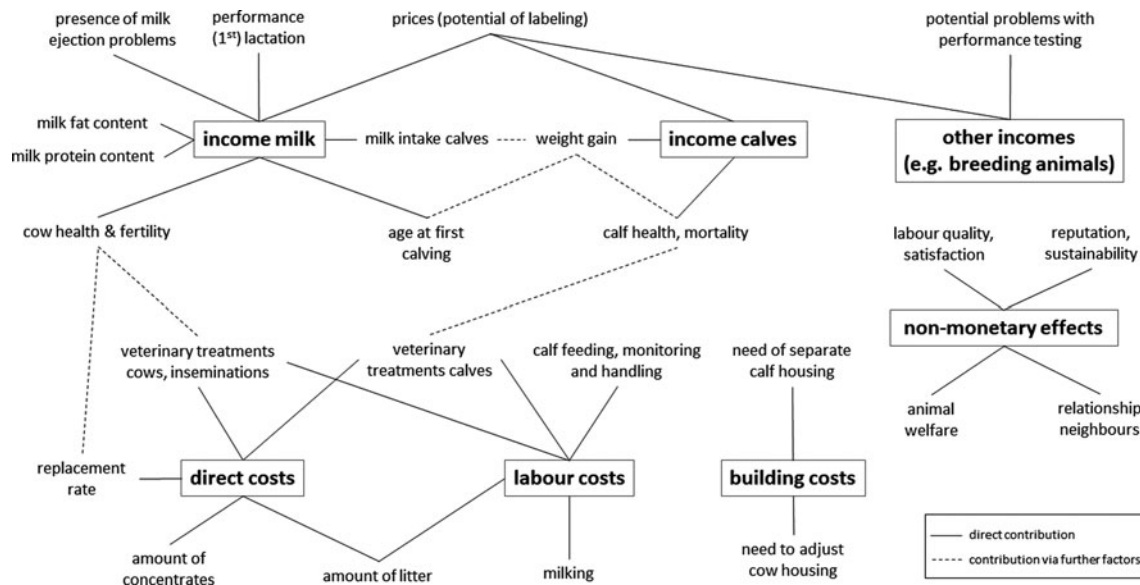 presence of milk
ejection problems
performance
(1st) lactation
prices (potential of labeling)
potential problems with
performance testing
milk fat content
milk protein content
income milk
milk intake calves
weight gain
income calves
other incomes
(e.g. breeding animals)
cow health & fertility
age at first
calving
calf health, mortality
labour quality,
satisfaction
reputation,
sustainability
non-monetary effects
veterinary treatments
cows, inseminations
veterinary
treatments calves
calf feeding, monitoring
and handling
need of separate
calf housing
animal
welfare
relationship
neighbours
replacement
rate
direct costs
labour costs
building costs
amount of
concentrates
amount of litter
milking
need to adjust
cow housing
direct contribution
contribution via further factors